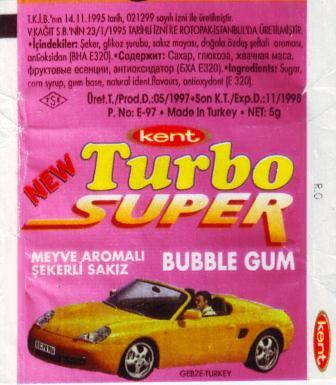 T.K.İ.B.'nın 14.11.1995 tarih, 021299 sayılı izni ile üretilmiştir.
V.KAĞIT S.B.'NİN 23/1/1995 TARİHLİ İZNİ İLE ROTOPAK-İSTANBUL'DA ÜRETİLMİŞTİR.
•İçindekiler: Şeker, glikoz şurubu, sakız mayası, doğala özdeş şeftali aroması,
antioksidan (BHA E320).•Содержит: Сахар, глюкоза, жвачная маса,
фруктовые есенции, антиоксидатор (БХА E320).•Ingredients: Sugar,
corn syrup, gum base, natural ident.flavours, antioxydant (E 320).
TSE
Üret.T./Prod.D.:05/1997•Son K.T./Exp.D.:11/1998
P. No: E-97 • Made In Turkey • NET: 5g
kent
NEW
Turbo
SUPER
R.O
MEYVE AROMALI
ŞEKERLİ SAKIZ
BUBBLE GUM
kent
GEBZE-TURKEY